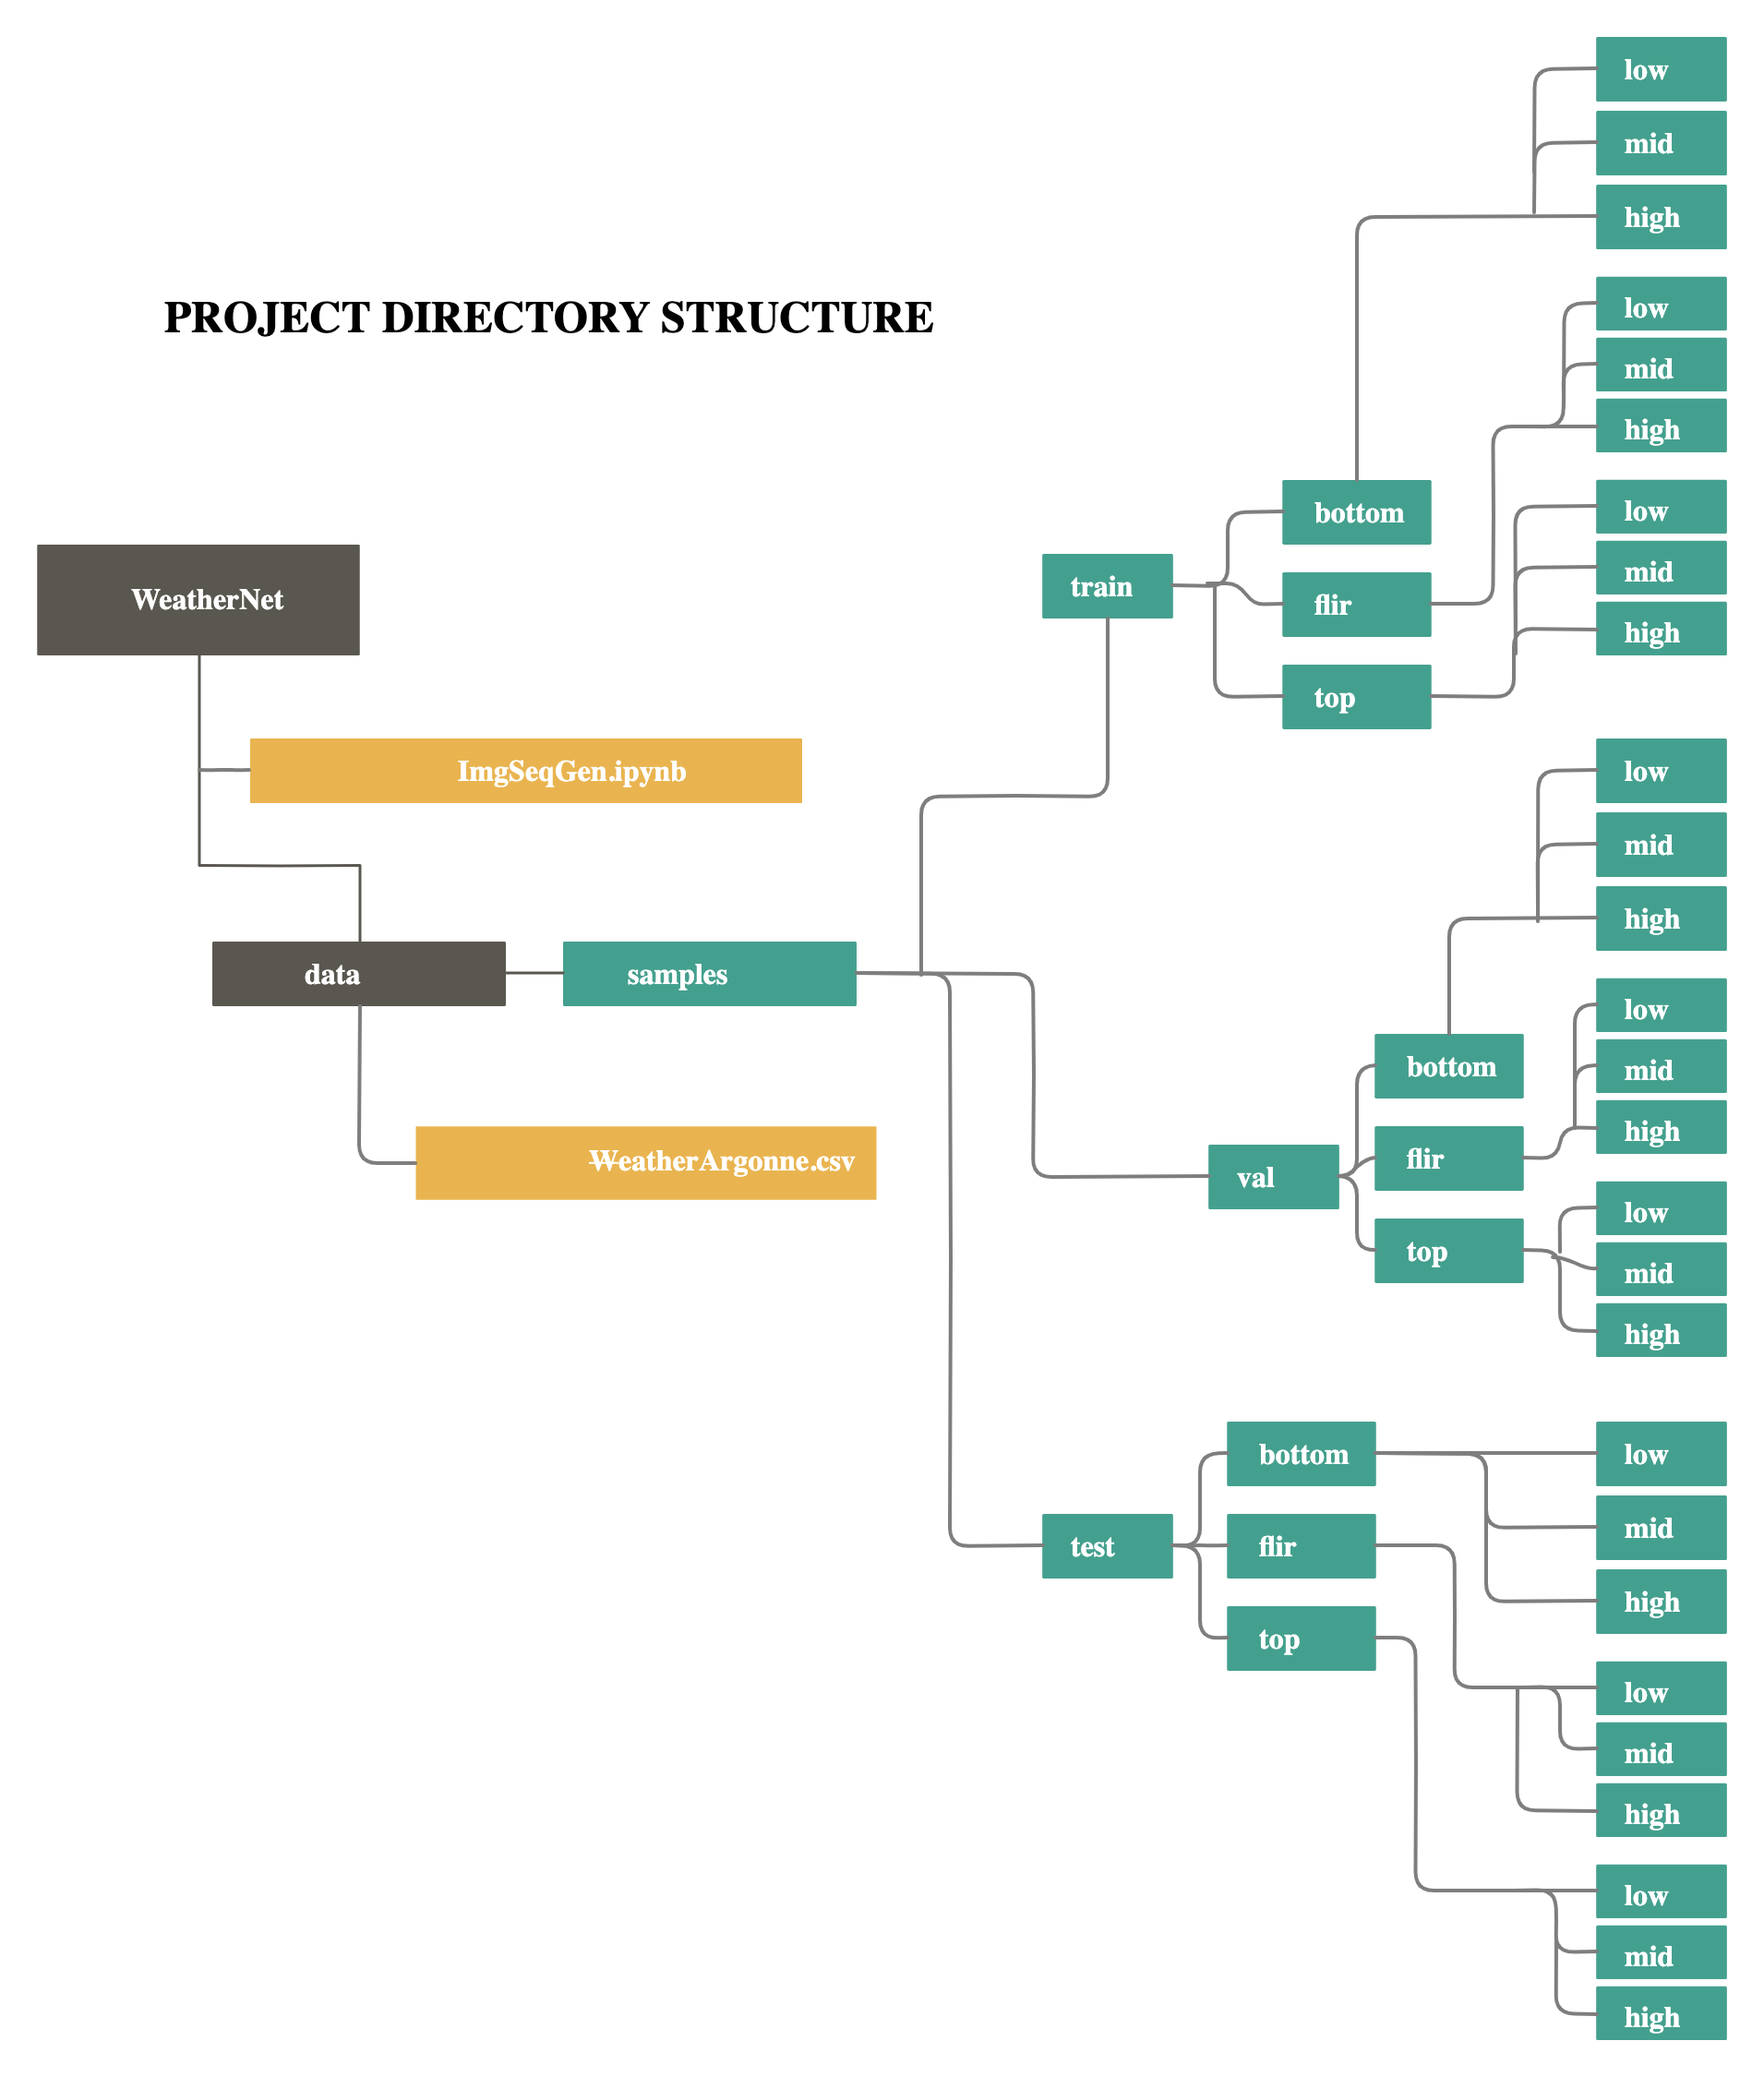 PROJECT DIRECTORY STRUCTURE
WeatherNet
ImgSeqGen.ipynb
data
samples
WeatherArgonne.csv
train
bottom
low
mid
high
flir
low
mid
high
top
low
mid
high
val
bottom
low
mid
high
flir
low
mid
high
top
low
mid
high
test
bottom
low
mid
high
flir
low
mid
high
top
low
mid
high